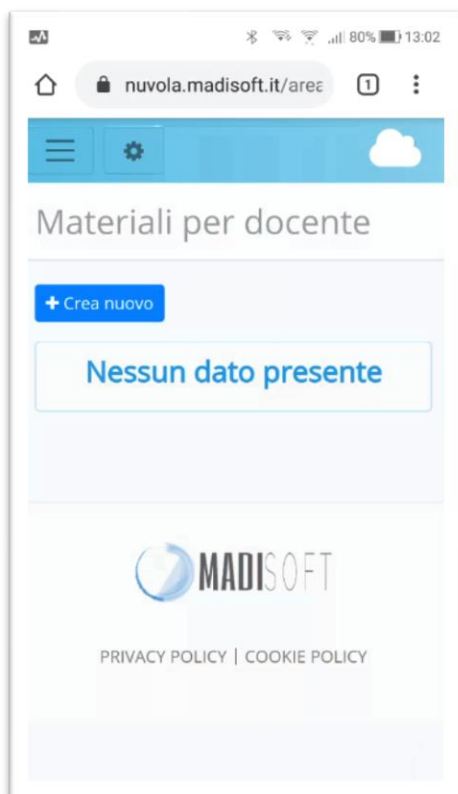 80% 13:02
nuvola.madisoft.it/area
1
Materiali per docente
+ Crea nuovo
Nessun dato presente
MADISOFT
PRIVACY POLICY | COOKIE POLICY